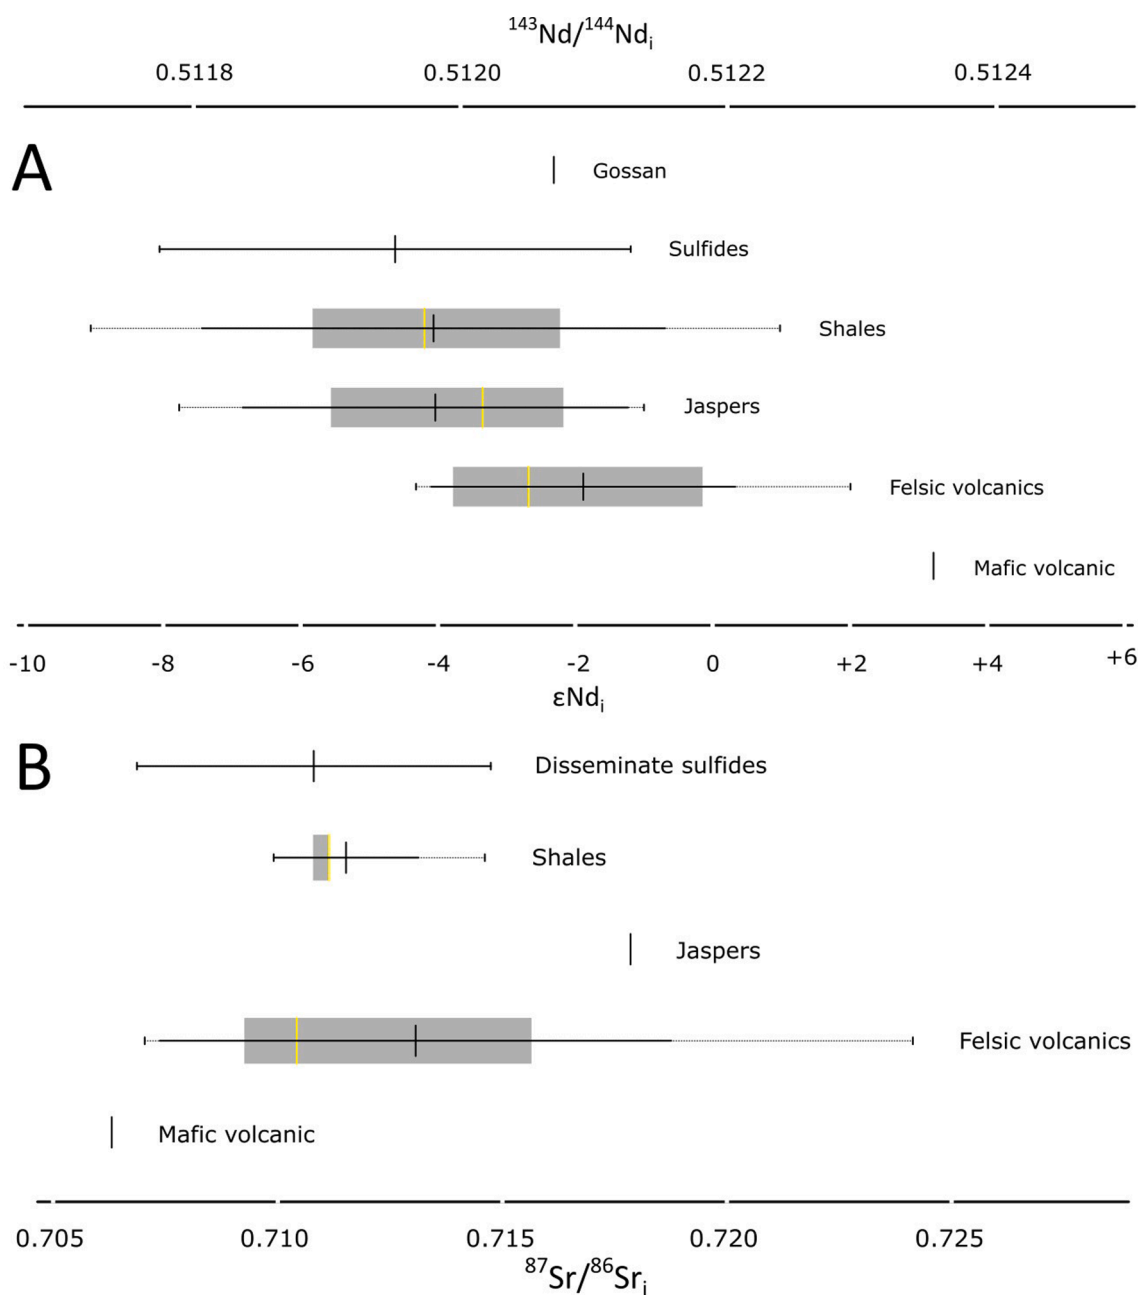 ¹⁴³Nd/¹⁴⁴Ndᵢ
0.5118 0.5120 0.5122 0.5124
A
Gossan
Sulfides
Shales
Jaspers
Felsic volcanics
Mafic volcanic
-10 -8 -6 -4 -2 0 +2 +4 +6
εNdᵢ
B
Disseminate sulfides
Shales
Jaspers
Felsic volcanics
Mafic volcanic
0.705 0.710 0.715 0.720 0.725
⁸⁷Sr/⁸⁶Srᵢ